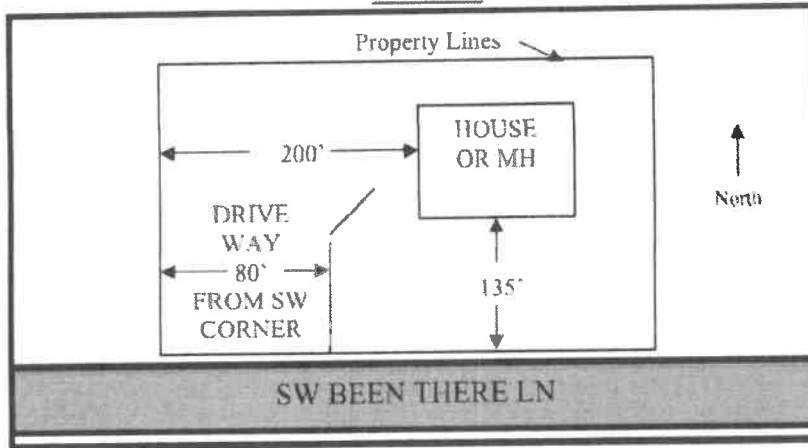 Property Lines
HOUSE
OR MH
200'
North
DRIVE
WAY
80'
FROM SW
CORNER
135'
SW BEEN THERE LN